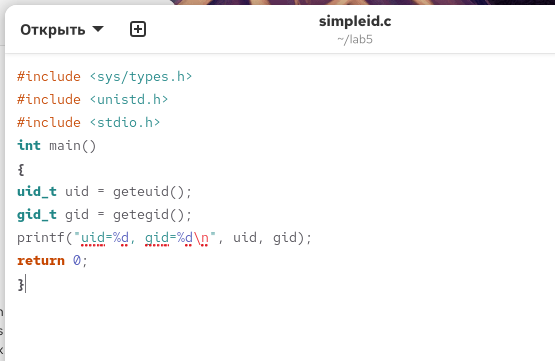 Открыть
simpleid.c
~/lab5
#include <sys/types.h>
#include <unistd.h>
#include <stdio.h>
int main()
{
uid_t uid = geteuid();
gid_t gid = getegid();
printf("uid=%d, gid=%d\n", uid, gid);
return 0;
}